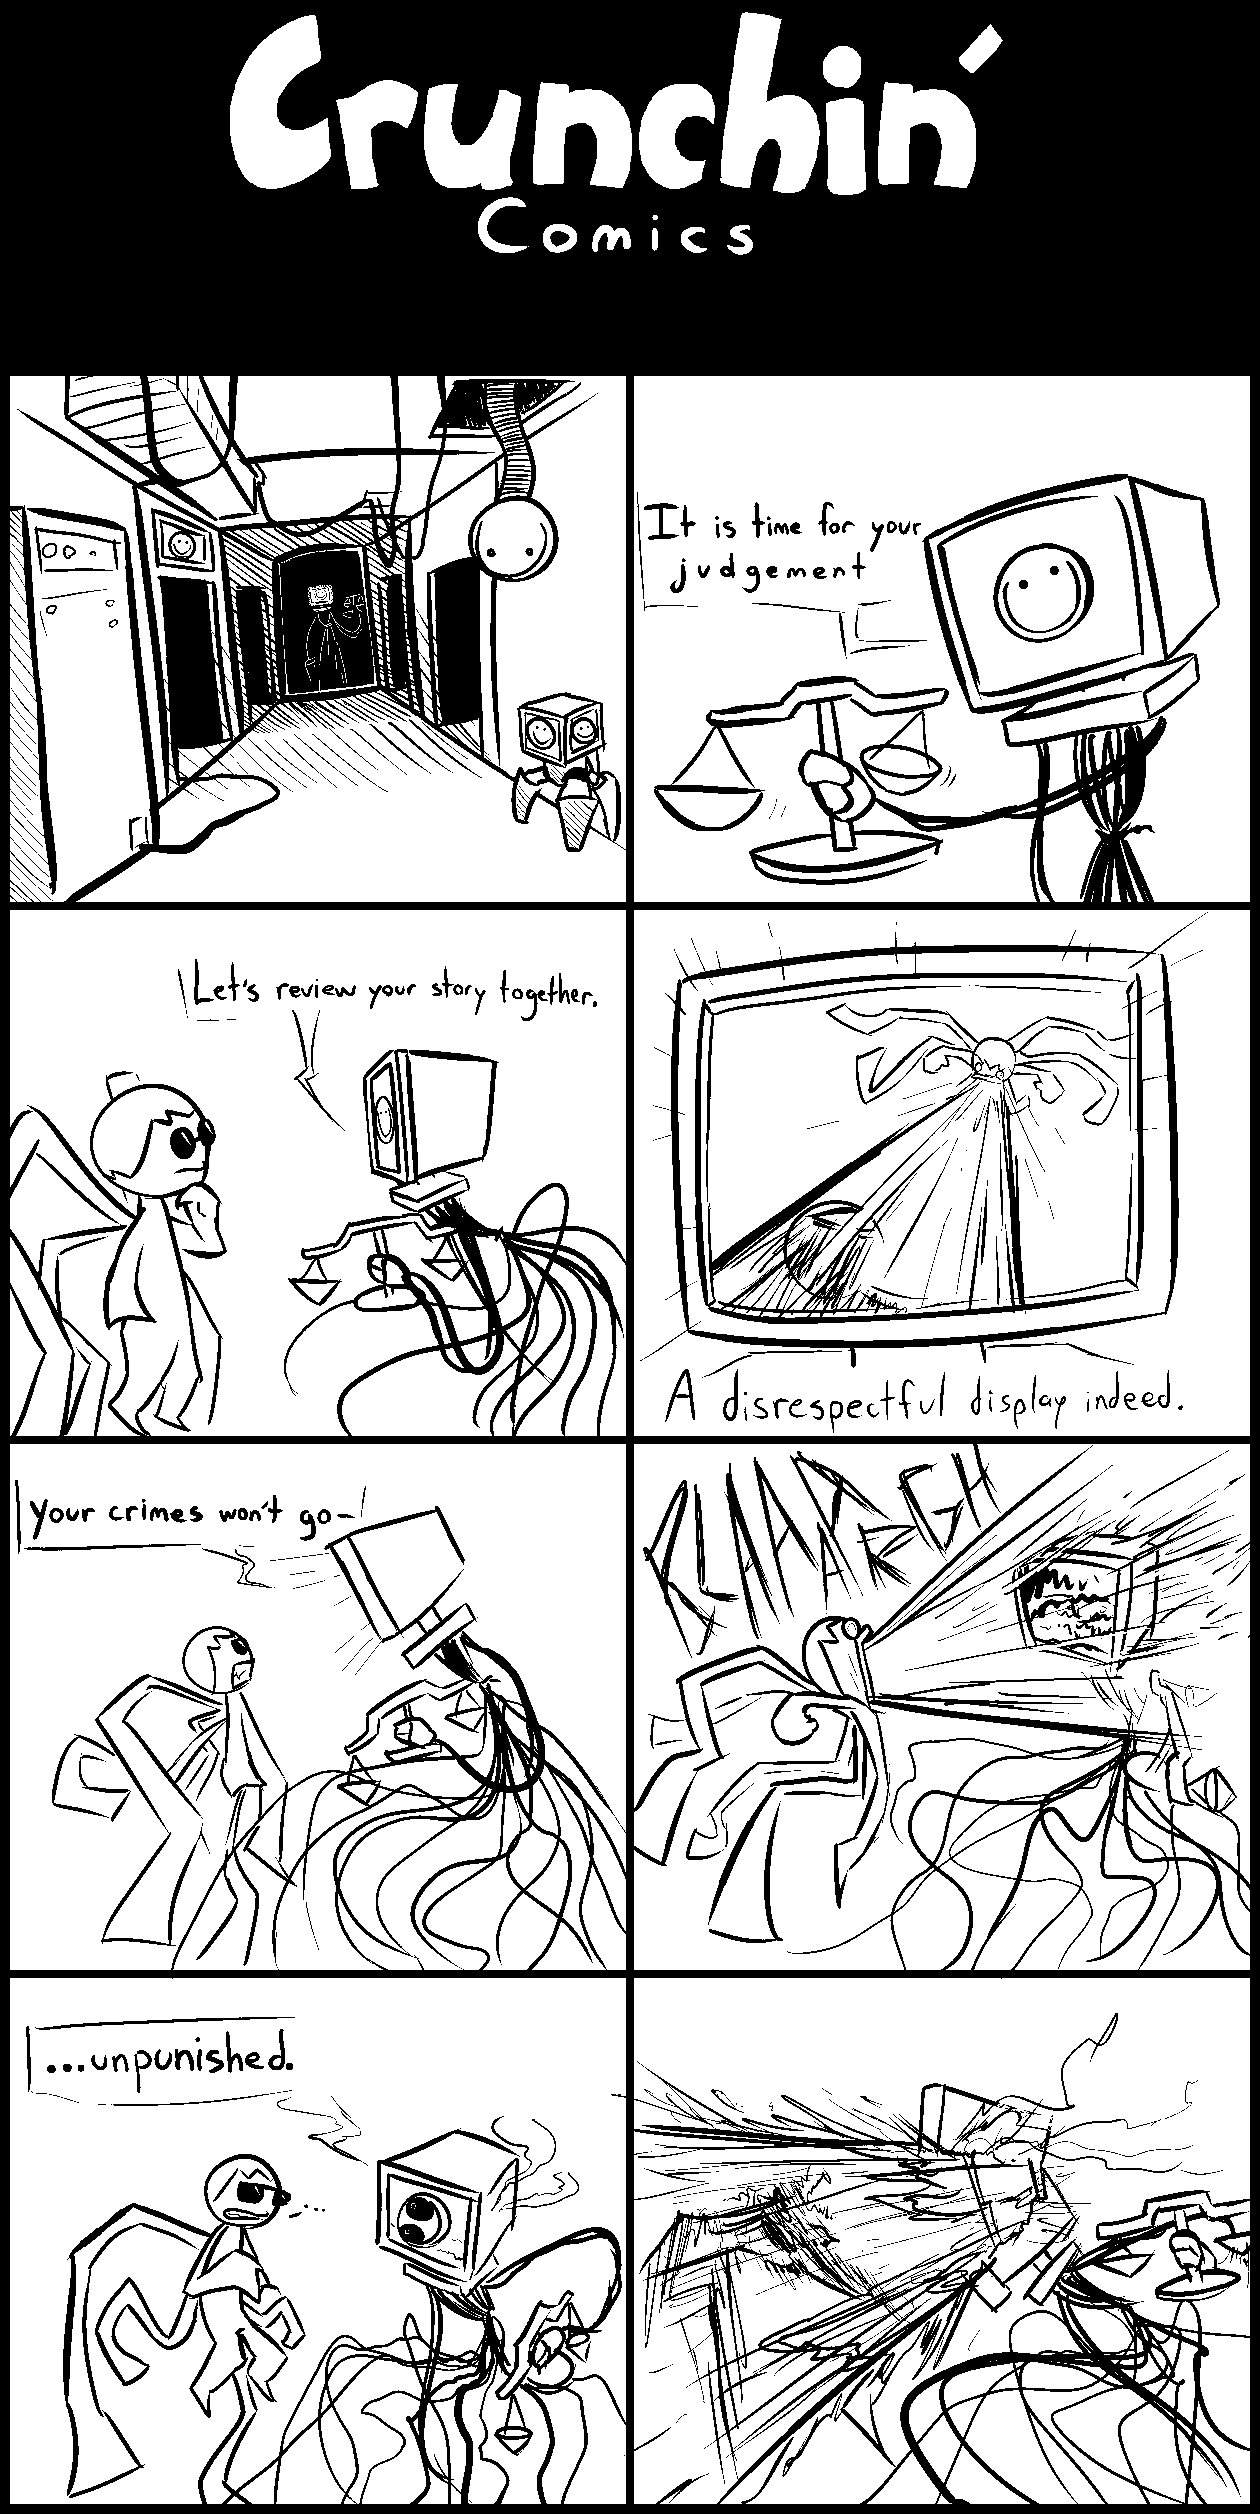 Crunchin'
Comics
It is time for your
judgement
Let's review your story together.
A disrespectful display indeed.
Your crimes won't go-
KLAAARGH
...unpunished.